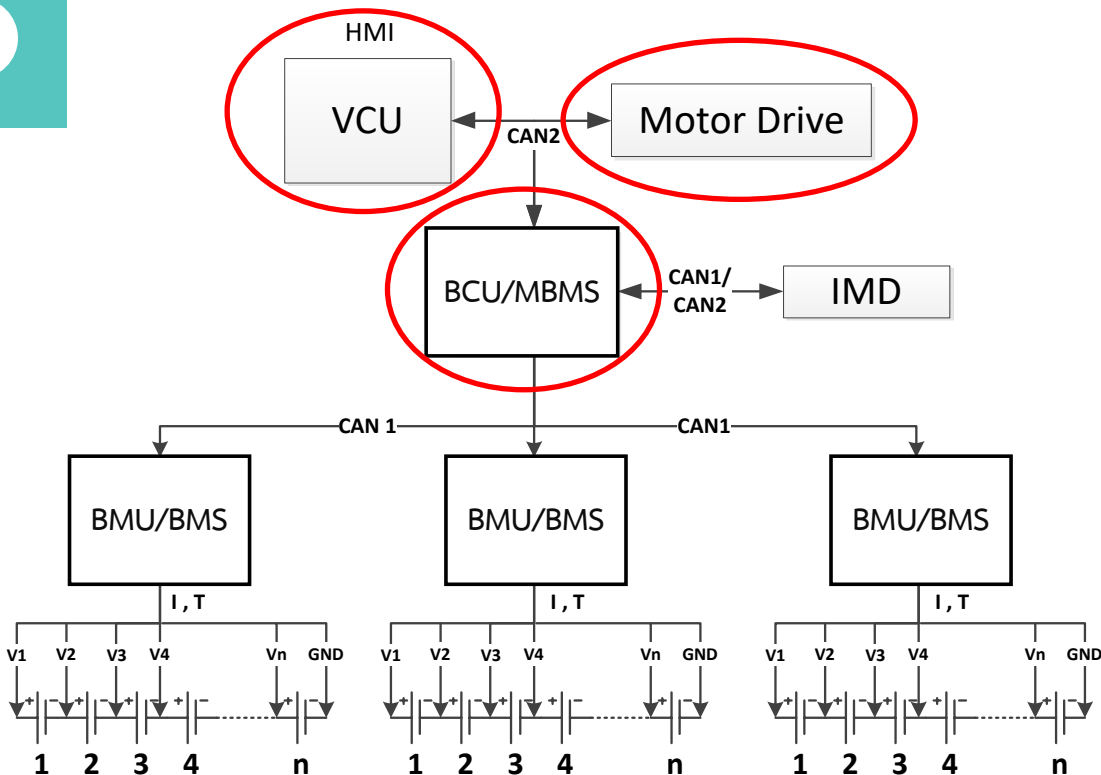 HMI
VCU
Motor Drive
CAN2
BCU/MBMS
CAN1/
CAN2
IMD
CAN 1
CAN1
BMU/BMS
BMU/BMS
BMU/BMS
I , T
I , T
I , T
V1 V2 V3 V4 Vn GND
V1 V2 V3 V4 Vn GND
V1 V2 V3 V4 Vn GND
+ - + - + - + - + -
+ - + - + - + - + -
+ - + - + - + - + -
1 2 3 4 n
1 2 3 4 n
1 2 3 4 n